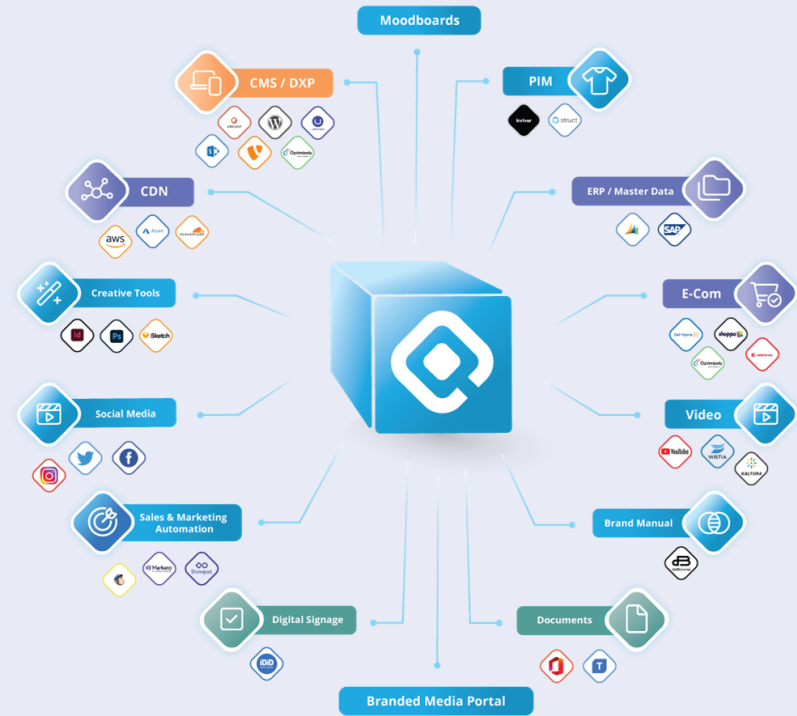 Moodboards
CMS / DXP
PIM
inriver
struct
Optimizely
CDN
ERP / Master Data
aws
Azure
SAP
Creative Tools
E-Com
Id
Ps
Sketch
Optimizely
Social Media
Video
YouTube
WISTIA
KALTURA
Sales & Marketing
Automation
Brand Manual
Marketo
Showpad
Digital Signage
Documents
iDiD
T
Branded Media Portal